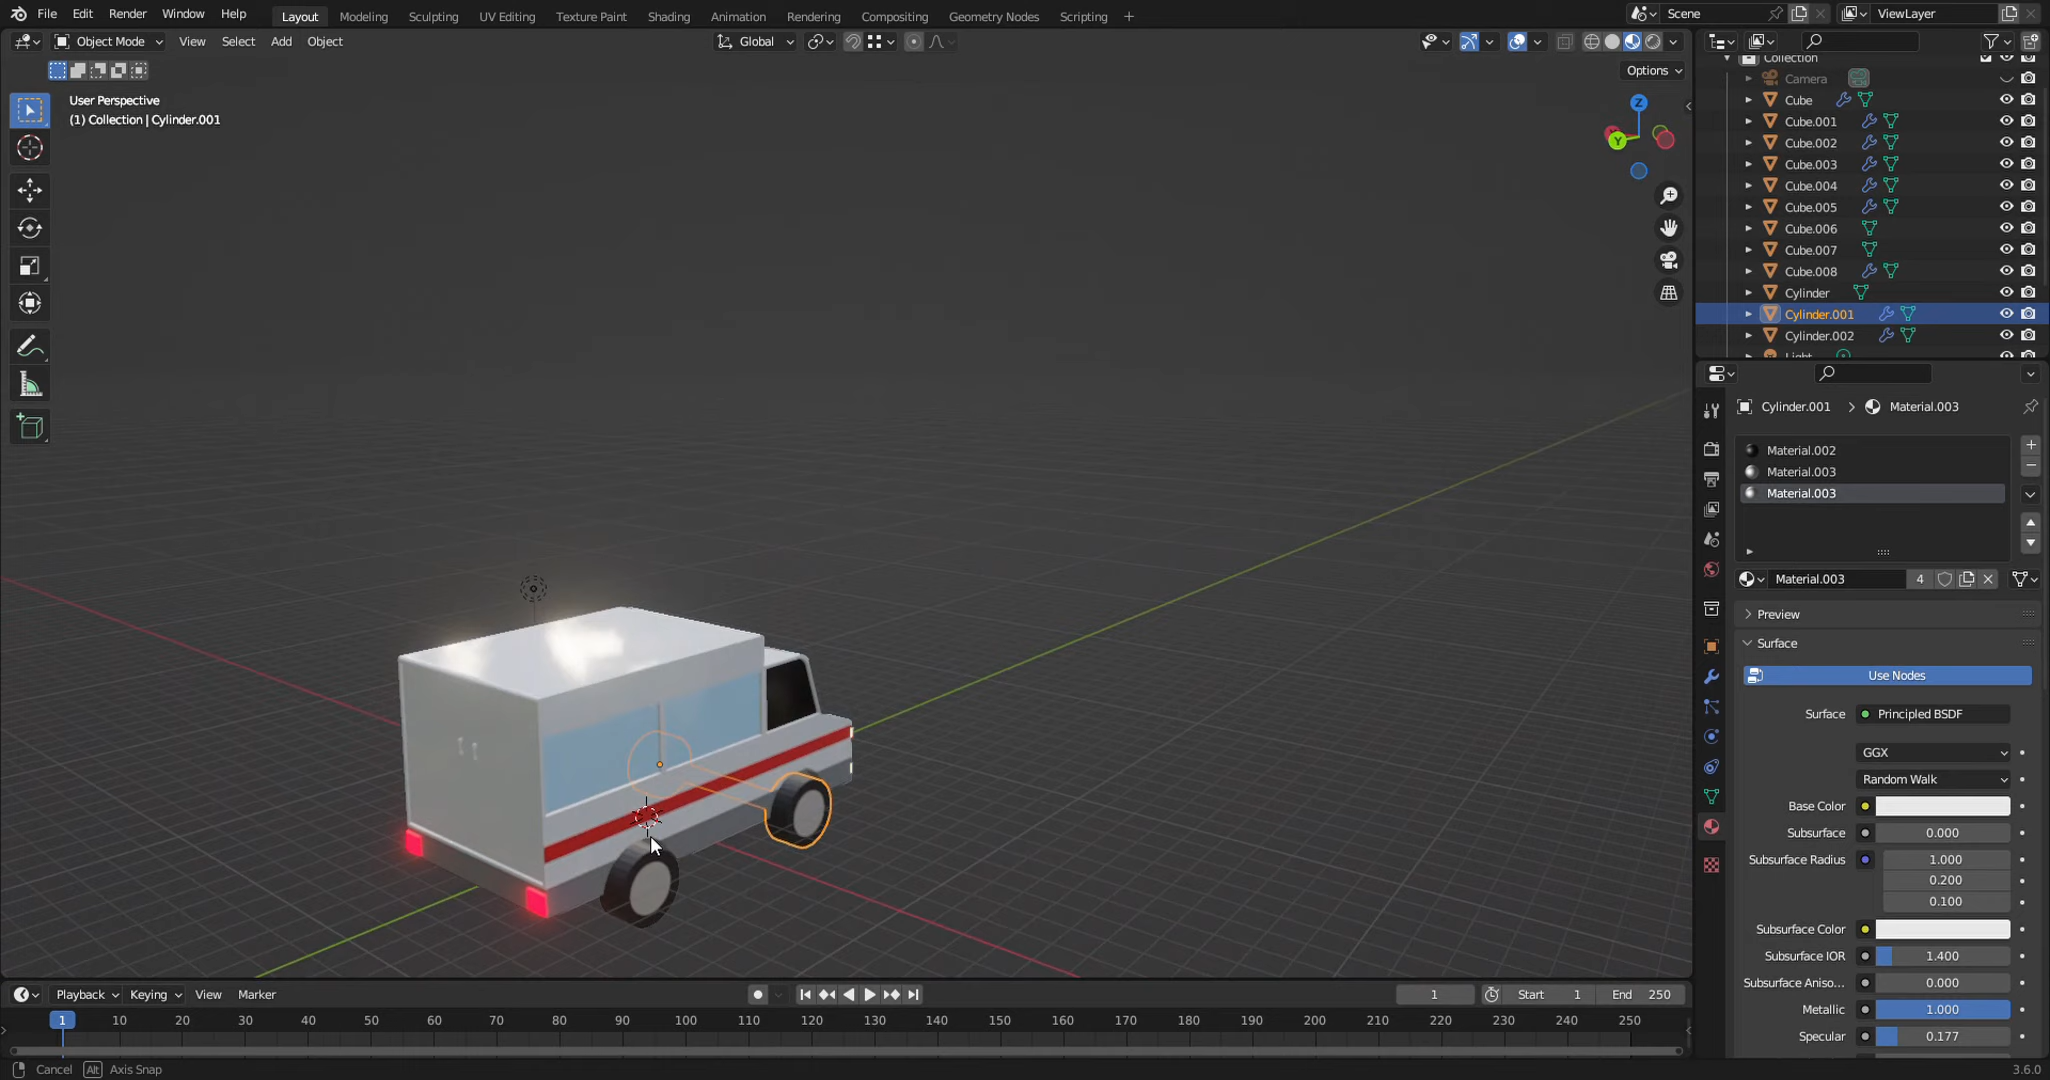 File Edit Render Window Help Layout Modeling Sculpting UV Editing Texture Paint Shading Animation Rendering Compositing Geometry Nodes Scripting + Scene ViewLayer
Object Mode View Select Add Object Global
Options
User Perspective
(1) Collection | Cylinder.001
Z
Y
Collection
Camera
Cube
Cube.001
Cube.002
Cube.003
Cube.004
Cube.005
Cube.006
Cube.007
Cube.008
Cylinder
Cylinder.001
Cylinder.002
Light
Cylinder.001 > Material.003
Material.002
Material.003
Material.003
Material.003 4
Preview
Surface
Use Nodes
Surface Principled BSDF
GGX
Random Walk
Base Color
Subsurface 0.000
Subsurface Radius 1.000
0.200
0.100
Subsurface Color
Subsurface IOR 1.400
Subsurface Aniso... 0.000
Metallic 1.000
Specular 0.177
Playback Keying View Marker 1 Start 1 End 250
1 10 20 30 40 50 60 70 80 90 100 110 120 130 140 150 160 170 180 190 200 210 220 230 240 250
Cancel Alt Axis Snap 3.6.0